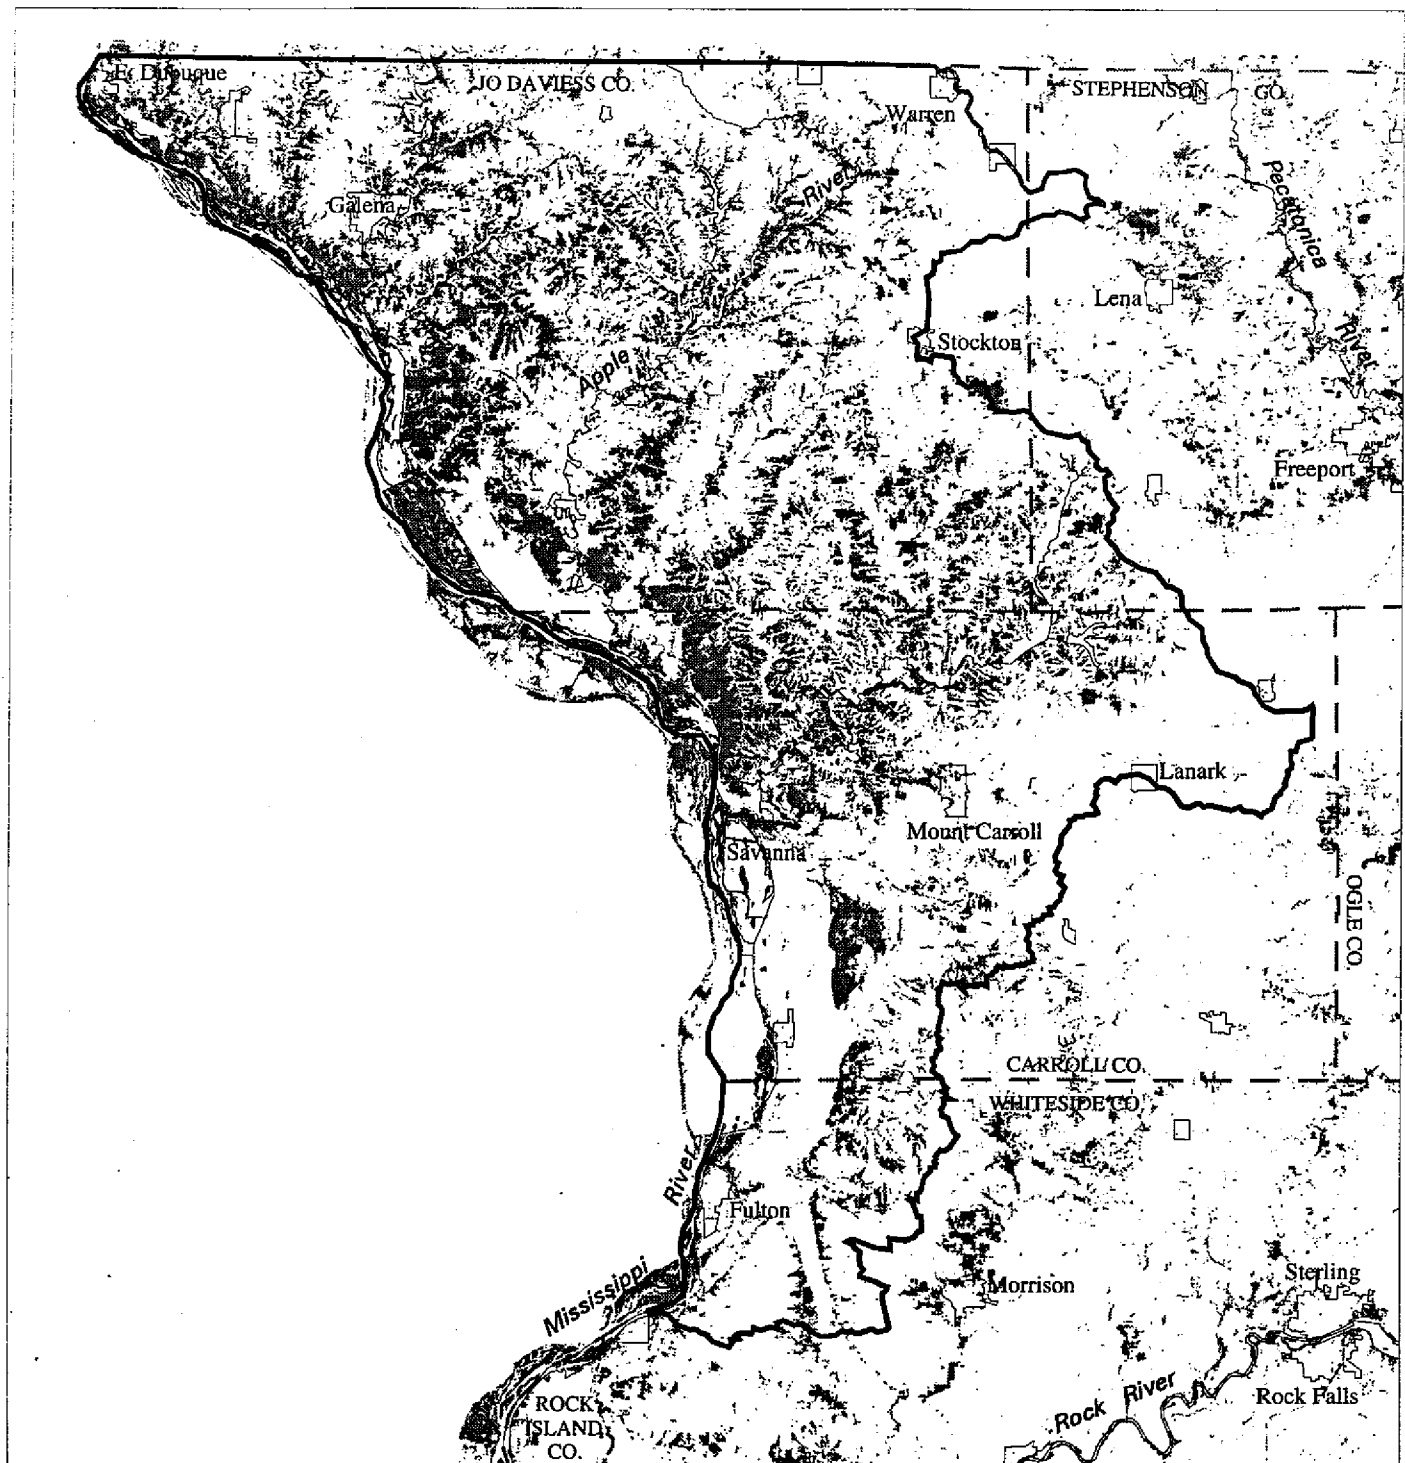 E. Dubuque
JO DAVIESS CO.
STEPHENSON CO.
Warren
Galena
River
Pecatonica
River
Lena
Stockton
Apple
Freeport
Lanark
Mount Carroll
Savanna
OGLE CO.
CARROLL CO.
WHITESIDE CO.
River
Fulton
Mississippi
Morrison
Sterling
Rock River
Rock Falls
ROCK
ISLAND
CO.